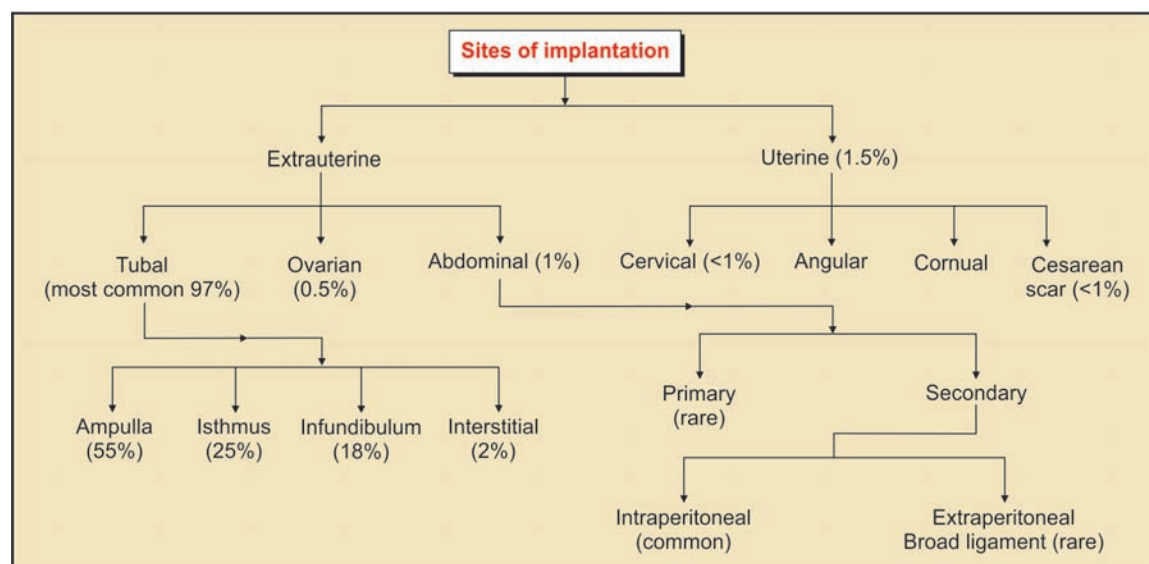 Sites of implantation
Extrauterine
Uterine (1.5%)
Tubal
(most common 97%)
Ovarian
(0.5%)
Abdominal (1%)
Cervical (<1%)
Angular
Cornual
Cesarean
scar (<1%)
Ampulla
(55%)
Isthmus
(25%)
Infundibulum
(18%)
Interstitial
(2%)
Primary
(rare)
Secondary
Intraperitoneal
(common)
Extraperitoneal
Broad ligament (rare)